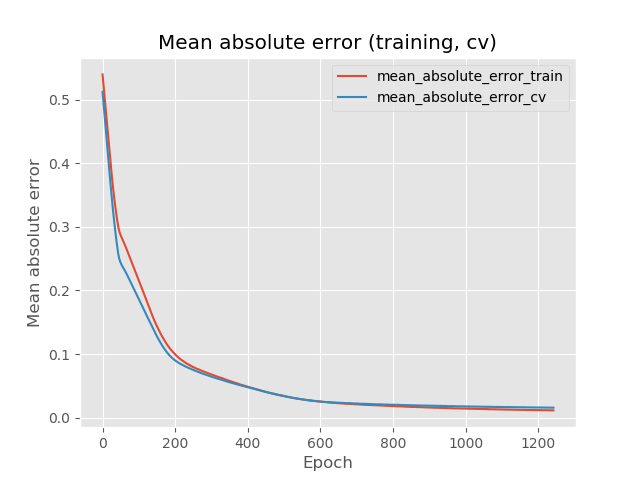 Mean absolute error (training, cv)
mean_absolute_error_train
mean_absolute_error_cv
Mean absolute error
0.5
0.4
0.3
0.2
0.1
0.0
0 200 400 600 800 1000 1200
Epoch